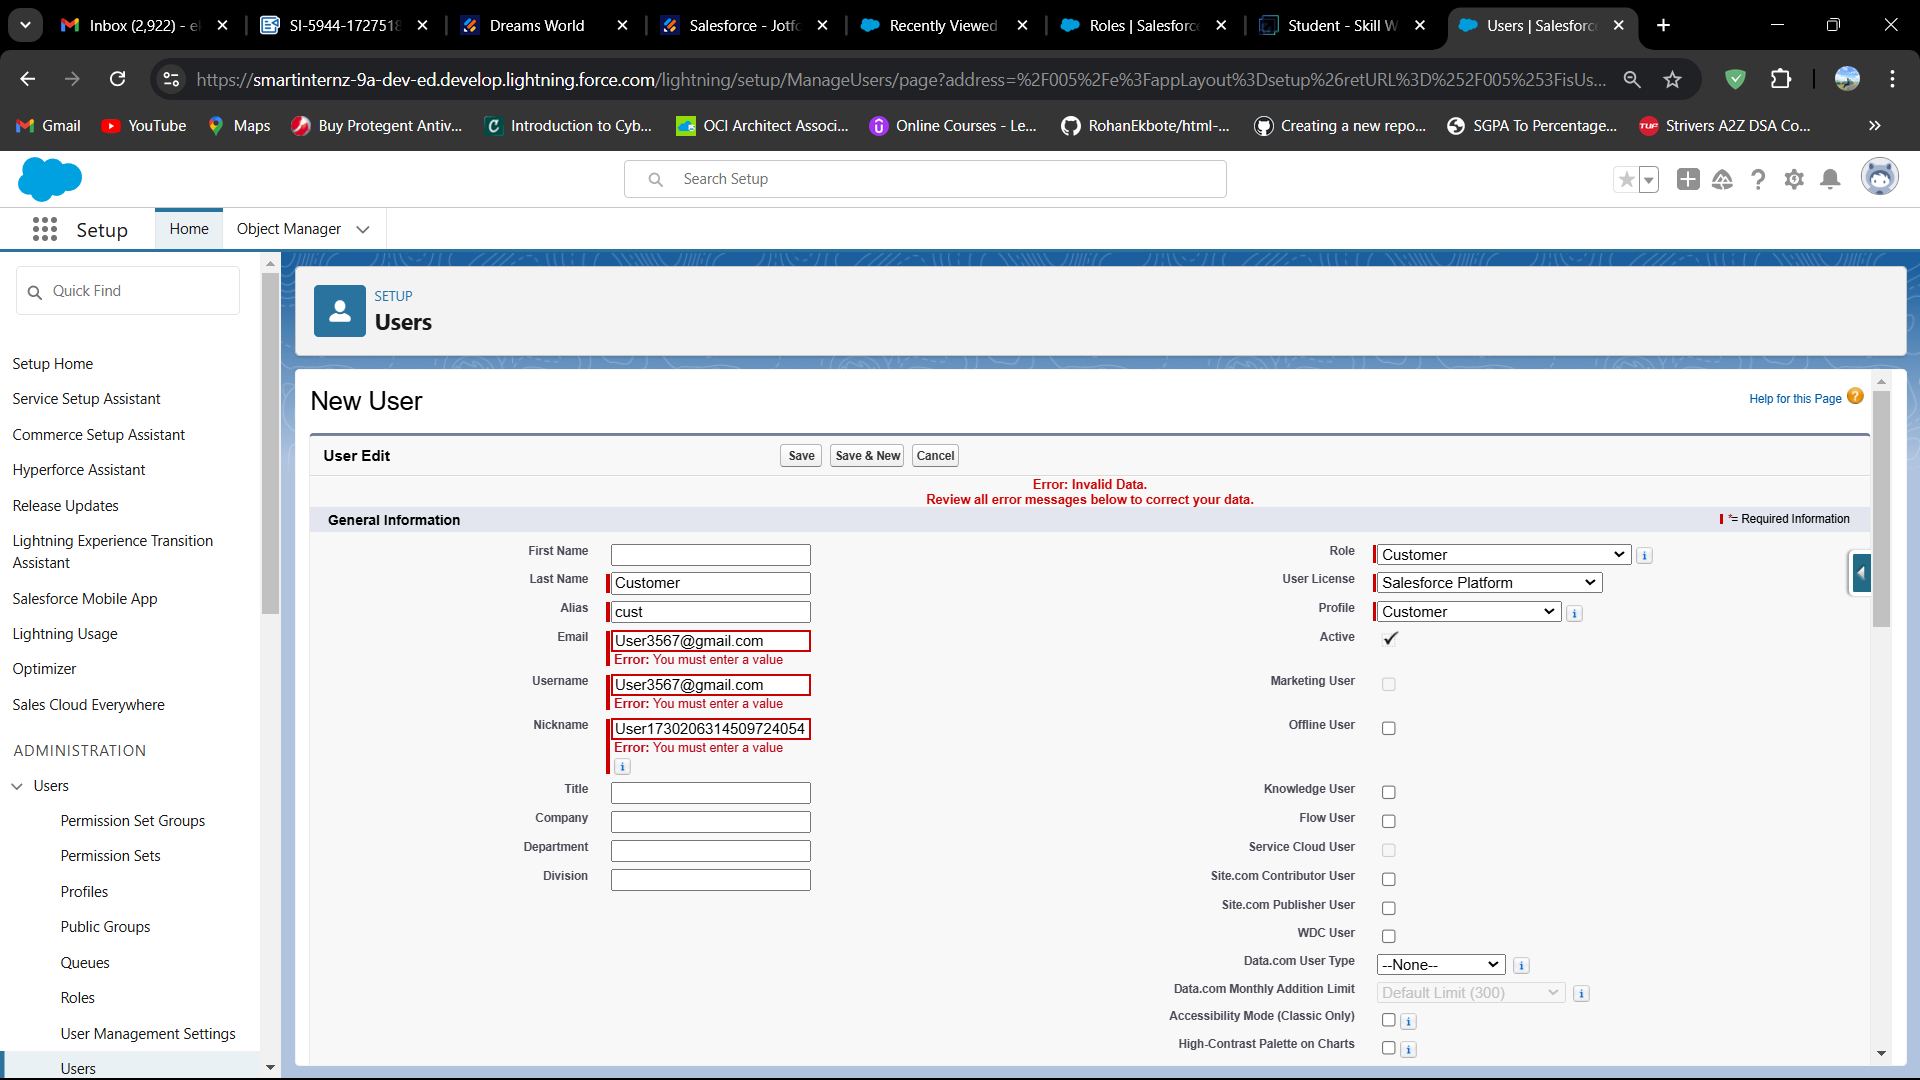 Inbox (2,922) - el
SI-5944-1727518
Dreams World
Salesforce - Jotfo
Recently Viewed
Roles | Salesforce
Student - Skill W
Users | Salesforce
https://smartinternz-9a-dev-ed.develop.lightning.force.com/lightning/setup/ManageUsers/page?address=%2F005%2Fe%3FappLayout%3Dsetup%26retURL%3D%252F005%253FisUs...
Gmail
YouTube
Maps
Buy Protegent Antiv...
Introduction to Cyb...
OCI Architect Associ...
Online Courses - Le...
RohanEkbote/html-...
Creating a new repo...
SGPA To Percentage...
TUF
Strivers A2Z DSA Co...
Search Setup
Setup
Home
Object Manager
Quick Find
Setup Home
Service Setup Assistant
Commerce Setup Assistant
Hyperforce Assistant
Release Updates
Lightning Experience Transition
Assistant
Salesforce Mobile App
Lightning Usage
Optimizer
Sales Cloud Everywhere
ADMINISTRATION
Users
Permission Set Groups
Permission Sets
Profiles
Public Groups
Queues
Roles
User Management Settings
Users
SETUP
Users
New User
Help for this Page
User Edit
Save
Save & New
Cancel
Error: Invalid Data.
Review all error messages below to correct your data.
General Information
*= Required Information
First Name
Last Name Customer
Alias cust
Email User3567@gmail.com
Error: You must enter a value
Username User3567@gmail.com
Error: You must enter a value
Nickname User1730206314509724054
Error: You must enter a value
Title
Company
Department
Division
Role Customer
User License Salesforce Platform
Profile Customer
Active
Marketing User
Offline User
Knowledge User
Flow User
Service Cloud User
Site.com Contributor User
Site.com Publisher User
WDC User
Data.com User Type --None--
Data.com Monthly Addition Limit Default Limit (300)
Accessibility Mode (Classic Only)
High-Contrast Palette on Charts